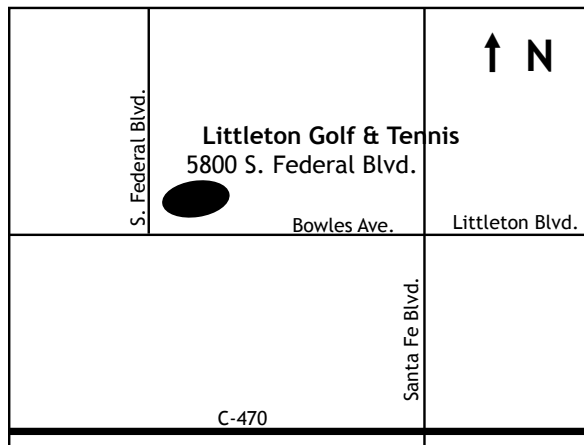 N
S. Federal Blvd.
Littleton Golf & Tennis
5800 S. Federal Blvd.
Bowles Ave.
Littleton Blvd.
Santa Fe Blvd.
C-470